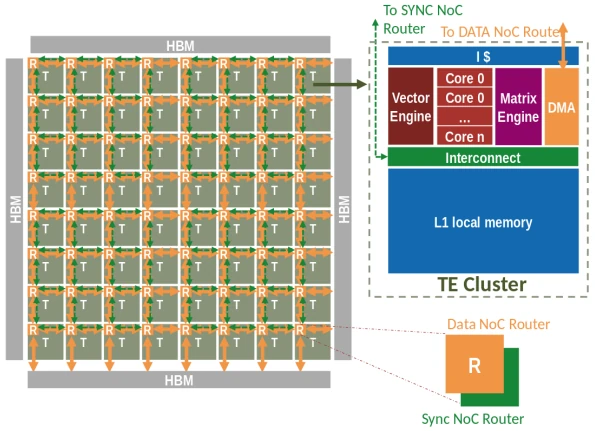 HBM
HBM
HBM
HBM
R R R R R R R R
T T T T T T T T
R R R R R R R R
T T T T T T T T
R R R R R R R R
T T T T T T T T
R R R R R R R R
T T T T T T T T
R R R R R R R R
T T T T T T T T
R R R R R R R R
T T T T T T T T
R R R R R R R R
T T T T T T T T
R R R R R R R R
T T T T T T T T
To SYNC NoC
Router
To DATA NoC Router
I $
Vector
Engine
Core 0
Core 0
...
Core n
Matrix
Engine
DMA
Interconnect
L1 local memory
TE Cluster
Data NoC Router
R
Sync NoC Router